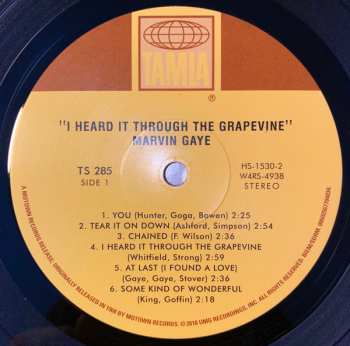 TAMLA
®
"I HEARD IT THROUGH THE GRAPEVINE"
MARVIN GAYE
TS 285
SIDE 1
HS-1530-2
W4RS-4938
STEREO
1. YOU (Hunter, Goga, Bowen) 2:25
2. TEAR IT ON DOWN (Ashford, Simpson) 2:54
3. CHAINED (F. Wilson) 2:36
4. I HEARD IT THROUGH THE GRAPEVINE
(Whitfield, Strong) 2:59
5. AT LAST (I FOUND A LOVE)
(Gaye, Gaye, Stover) 2:36
6. SOME KIND OF WONDERFUL
(King, Goffin) 2:18
A MOTOWN RECORDS RELEASE. ORIGINALLY RELEASED IN 1968 BY MOTOWN RECORDS. © 2016 UMG RECORDINGS, INC. ALL RIGHTS RESERVED.